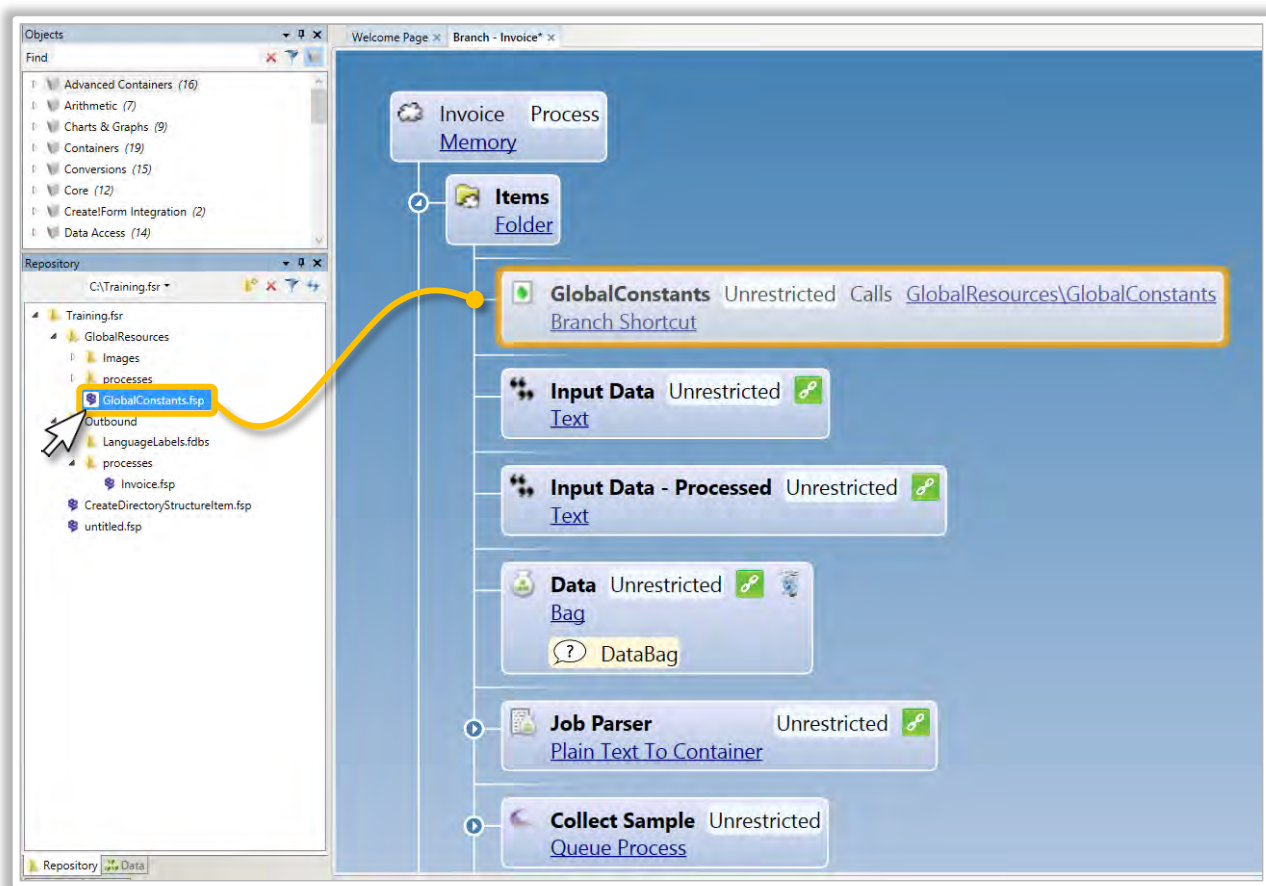 Objects
Find
Advanced Containers (16)
Arithmetic (7)
Charts & Graphs (9)
Containers (19)
Conversions (15)
Core (12)
Create!Form Integration (2)
Data Access (14)
Repository
C:\Training.fsr
Training.fsr
GlobalResources
Images
processes
GlobalConstants.fsp
Outbound
LanguageLabels.fdbs
processes
Invoice.fsp
CreateDirectoryStructureItem.fsp
untitled.fsp
Repository Data
Welcome Page × Branch - Invoice* ×
Invoice Process
Memory
Items
Folder
GlobalConstants Unrestricted Calls GlobalResources\GlobalConstants
Branch Shortcut
Input Data Unrestricted
Text
Input Data - Processed Unrestricted
Text
Data Unrestricted
Bag
? DataBag
Job Parser Unrestricted
Plain Text To Container
Collect Sample Unrestricted
Queue Process